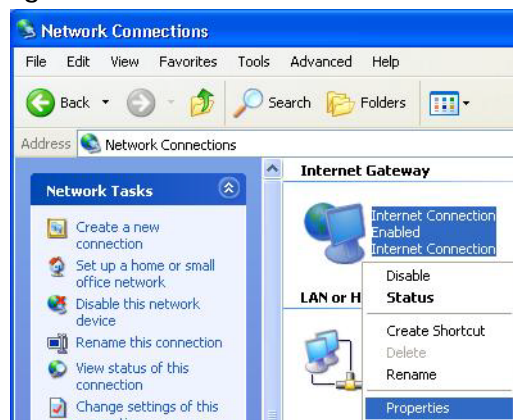 Network Connections
File Edit View Favorites Tools Advanced Help
Back Search Folders
Address Network Connections
Network Tasks
Create a new
connection
Set up a home or small
office network
Disable this network
device
Rename this connection
View status of this
connection
Change settings of this
Internet Gateway
Internet Connection
Enabled
Internet Connection
LAN or H
Disable
Status
Create Shortcut
Delete
Rename
Properties